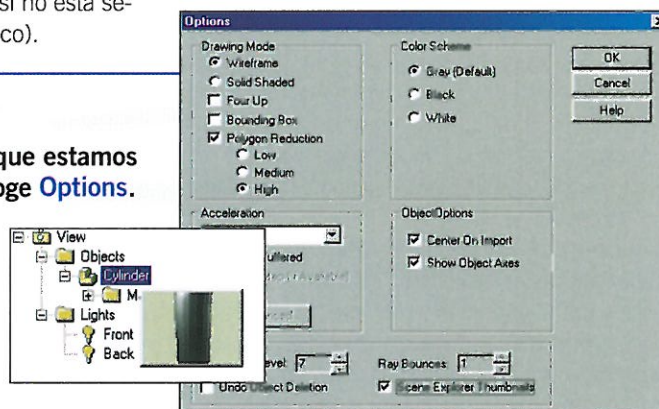 si no está se-
co).
que estamos
oge Options.
Options
Drawing Mode
Wireframe
Solid Shaded
Four Up
Bounding Box
Polygon Reduction
Low
Medium
High
Color Scheme
Gray (Default)
Black
White
OK
Cancel
Help
Acceleration
uffered
ObjectOptions
Center On Import
Show Object Axes
View
Objects
Cylinder
M
Lights
Front
Back
evel: 7
Ray Bounces: 1
Undo Object Deletion
Scene Explorer Thumbnails